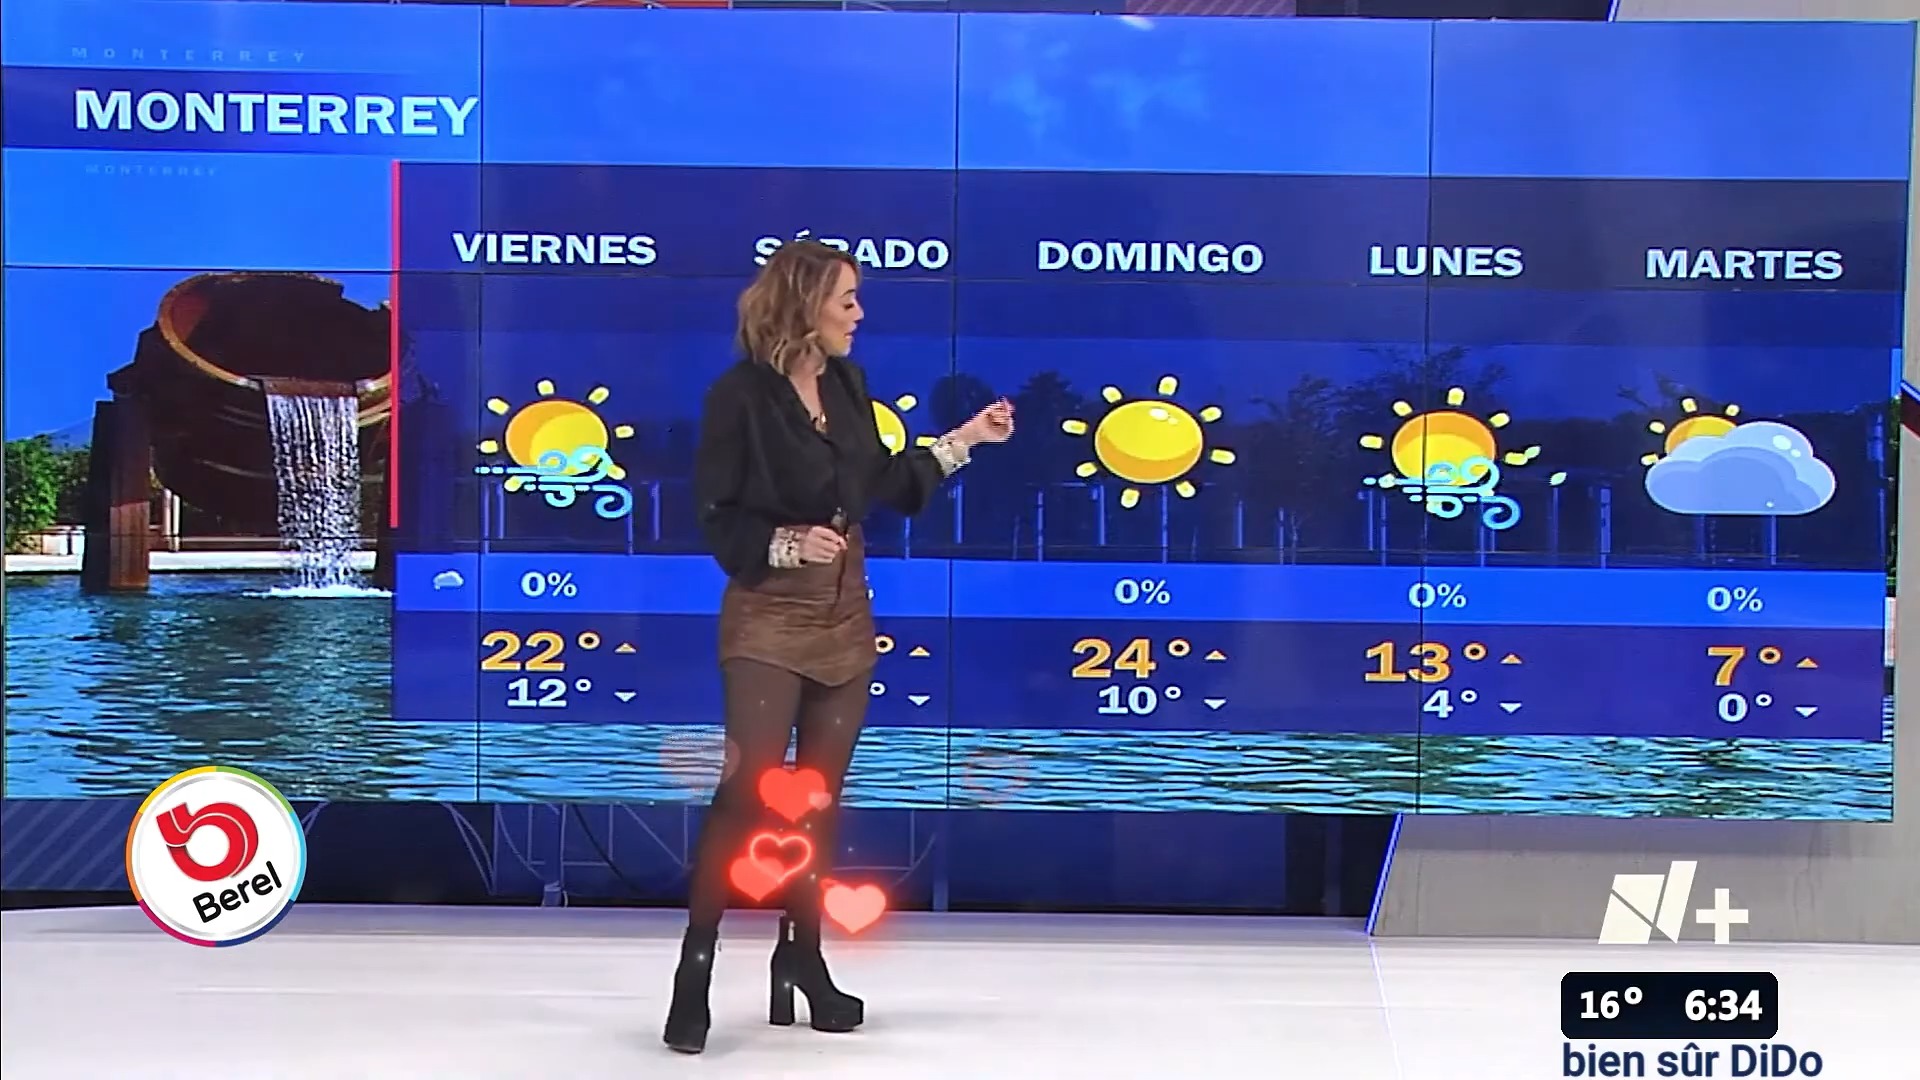 MONTERREY
MONTERREY
MONTERREY
VIERNES
DOMINGO
LUNES
MARTES
0%
0%
0%
0%
22°
24°
13°
7°
12°
10°
4°
0°
Berel
N+
16° 6:34
bien sûr DiDo